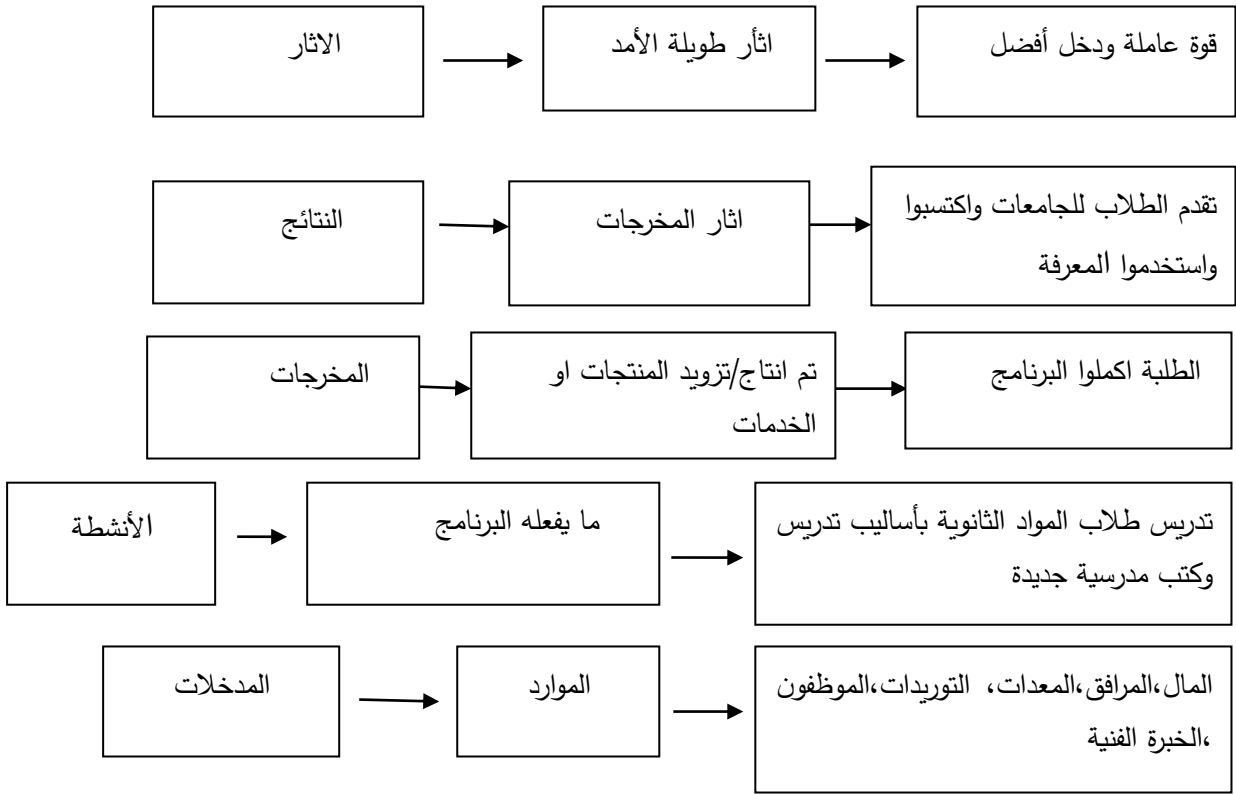 الاثار
اثأر طويلة الأمد
قوة عاملة ودخل أفضل
النتائج
اثار المخرجات
تقدم الطلاب للجامعات واكتسبوا
واستخدموا المعرفة
المخرجات
تم انتاج/تزويد المنتجات او
الخدمات
الطلبة اكملوا البرنامج
الأنشطة
ما يفعله البرنامج
تدريس طلاب المواد الثانوية بأساليب تدريس
وكتب مدرسية جديدة
المدخلات
الموارد
المال،المرافق،المعدات، التوريدات،الموظفون
،الخبرة الفنية